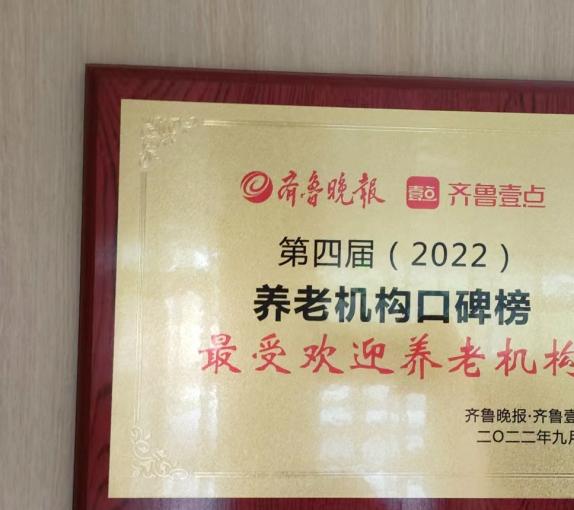 齐鲁晚报 壹点 齐鲁壹点
第四届（2022）
养老机构口碑榜
最受欢迎养老机构
齐鲁晚报·齐鲁壹
二〇二二年九月